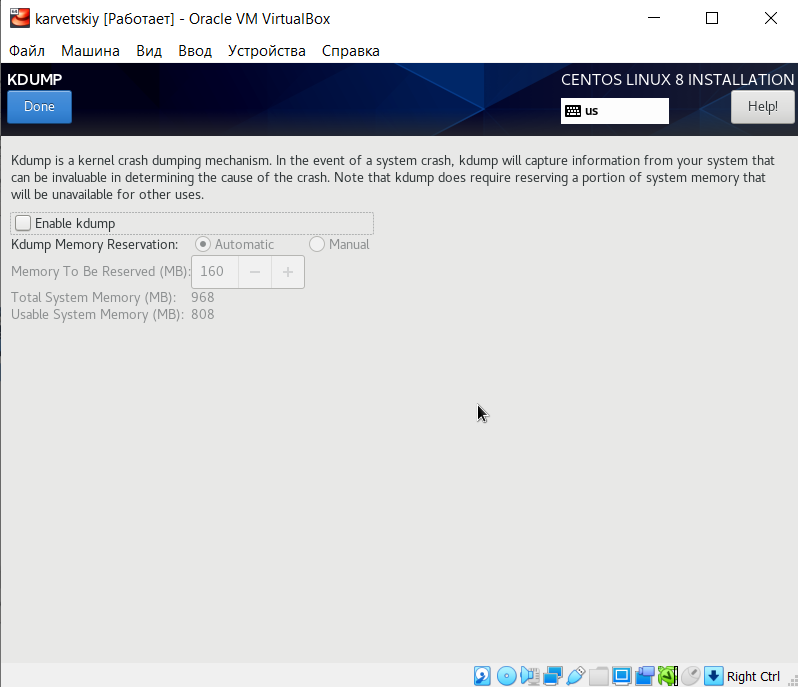 karvetskiy [Работает] - Oracle VM VirtualBox
Файл Машина Вид Ввод Устройства Справка
KDUMP CENTOS LINUX 8 INSTALLATION
Done us Help!
Kdump is a kernel crash dumping mechanism. In the event of a system crash, kdump will capture information from your system that
can be invaluable in determining the cause of the crash. Note that kdump does require reserving a portion of system memory that
will be unavailable for other uses.
Enable kdump
Kdump Memory Reservation: Automatic Manual
Memory To Be Reserved (MB): 160 − +
Total System Memory (MB): 968
Usable System Memory (MB): 808
Right Ctrl